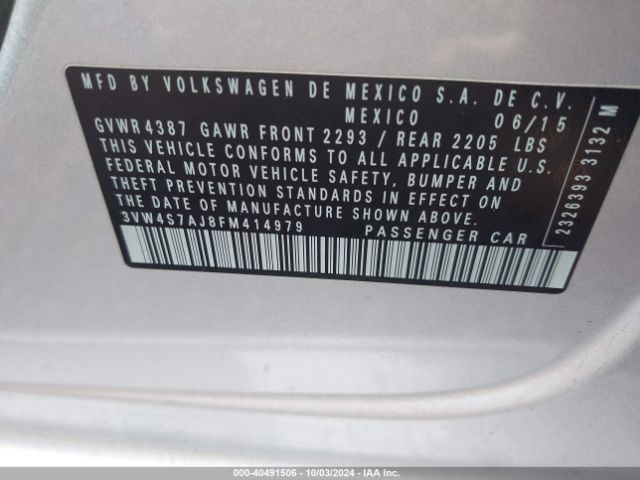 MFD BY VOLKSWAGEN DE MEXICO S.A. DE C.V.
MEXICO 06/15
GVWR 4387 GAWR FRONT 2293 / REAR 2205 LBS
THIS VEHICLE CONFORMS TO ALL APPLICABLE U.S.
FEDERAL MOTOR VEHICLE SAFETY, BUMPER AND
THEFT PREVENTION STANDARDS IN EFFECT ON
THE DATE OF MANUFACTURE SHOWN ABOVE.
3VW4S7AJ8FM414979 PASSENGER CAR
2326393 3132 M
000-40491506 - 10/03/2024 - IAA Inc.